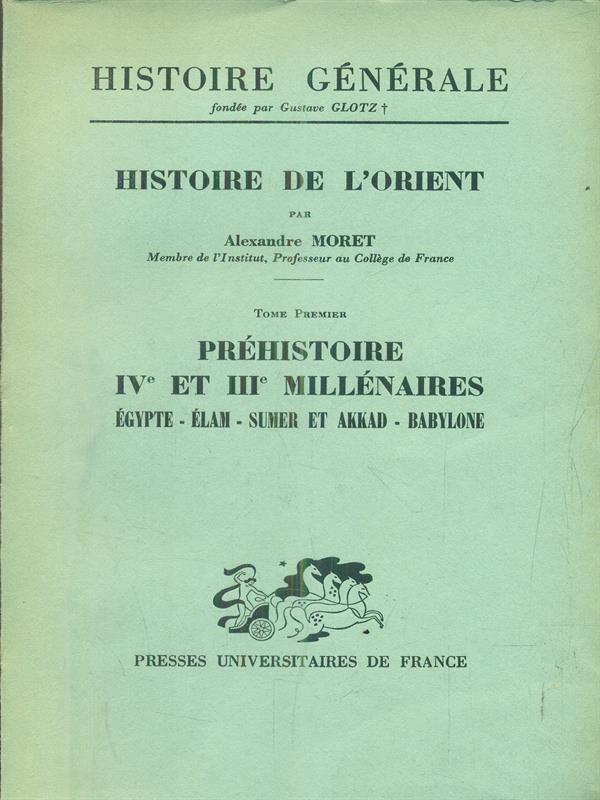 HISTOIRE GÉNÉRALE
fondée par Gustave GLOTZ †
HISTOIRE DE L'ORIENT
PAR
Alexandre MORET
Membre de l'Institut, Professeur au Collège de France
TOME PREMIER
PRÉHISTOIRE
IVe ET IIIe MILLÉNAIRES
ÉGYPTE - ÉLAM - SUMER ET AKKAD - BABYLONE
PRESSES UNIVERSITAIRES DE FRANCE